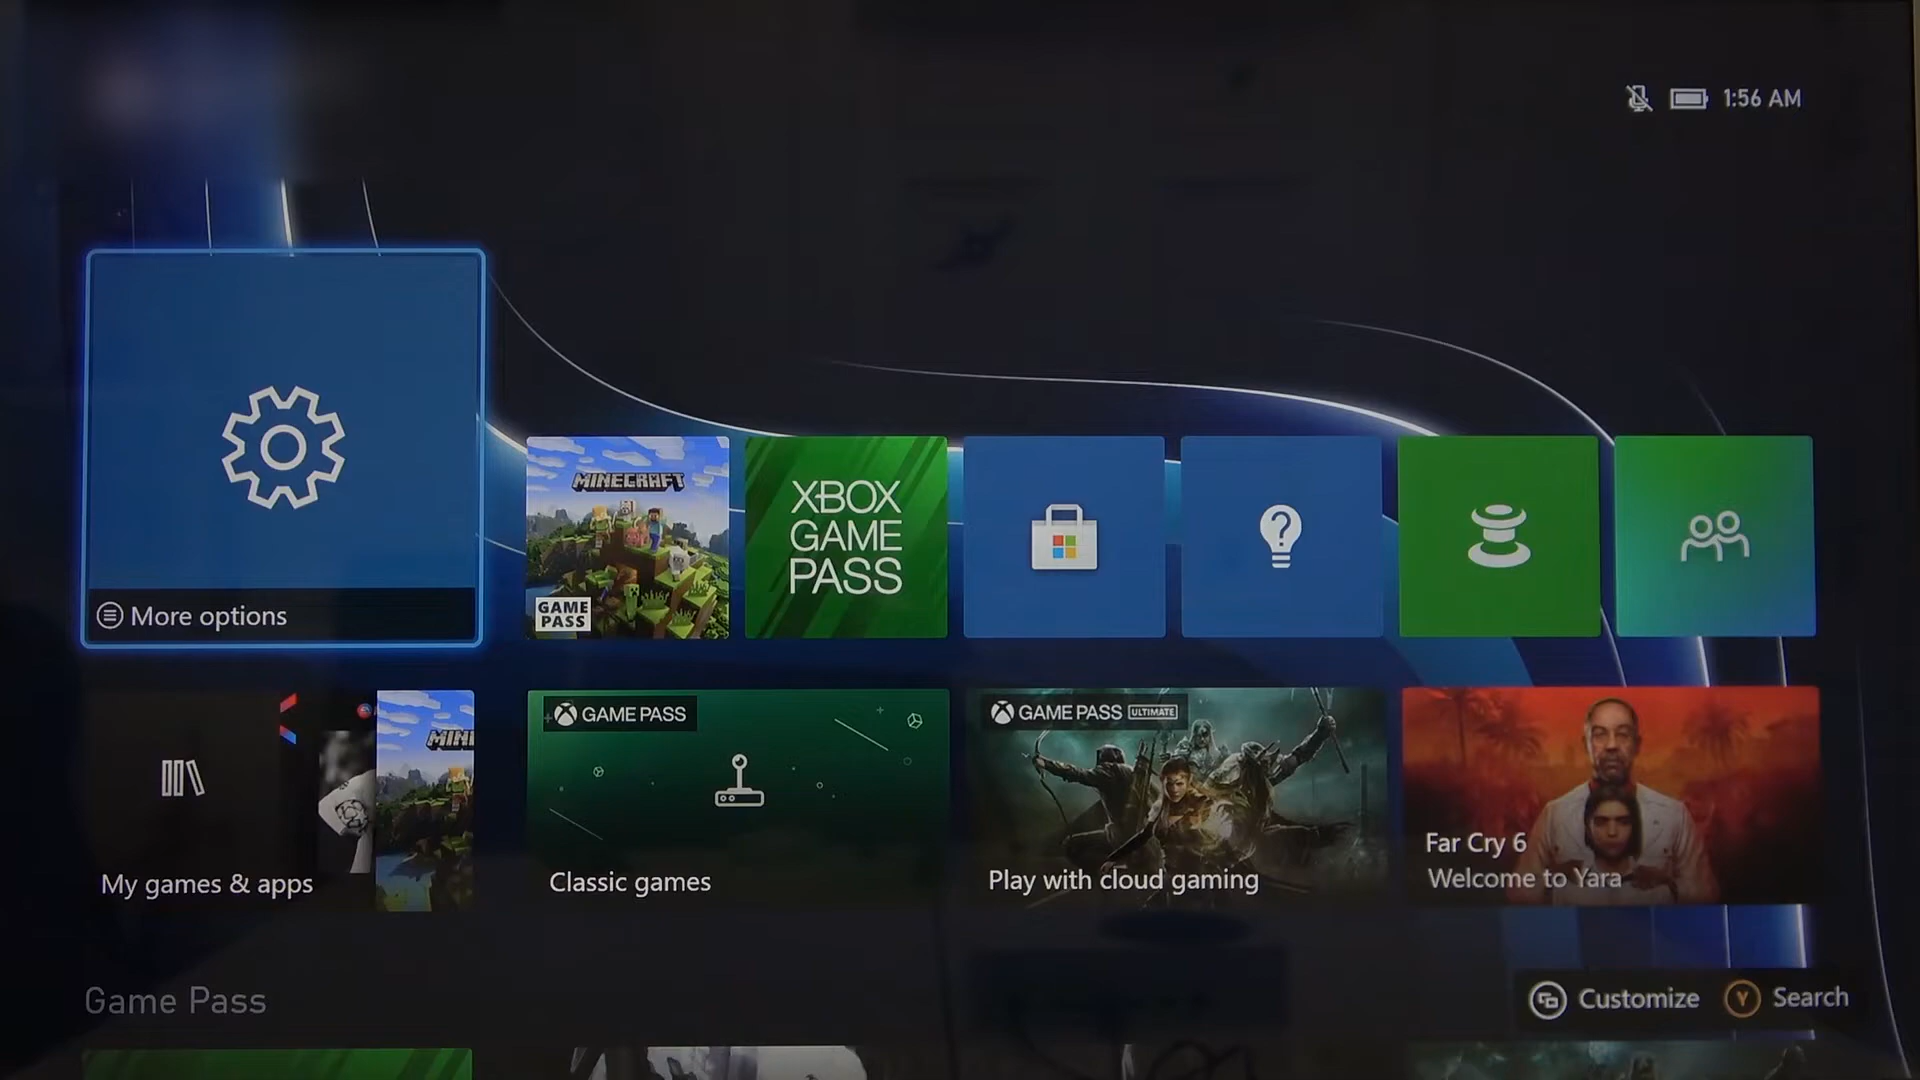 1:56 AM
More options
MINECRAFT
GAME
PASS
XBOX
GAME
PASS
My games & apps
MINE
GAME PASS
Classic games
GAME PASS ULTIMATE
Play with cloud gaming
Far Cry 6
Welcome to Yara
Game Pass
Customize
Y Search